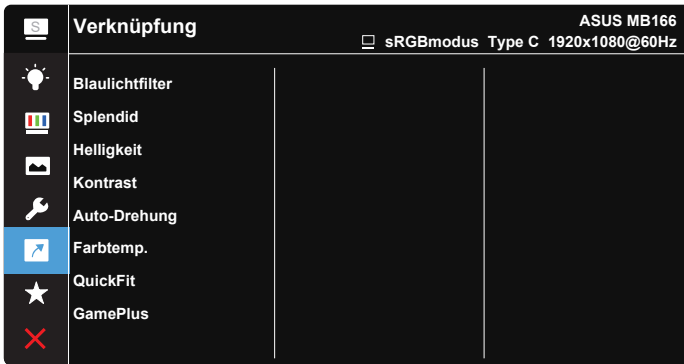 S
Verknüpfung
ASUS MB166
sRGBmodus Type C 1920x1080@60Hz
Blaulichtfilter
Splendid
Helligkeit
Kontrast
Auto-Drehung
Farbtemp.
QuickFit
GamePlus